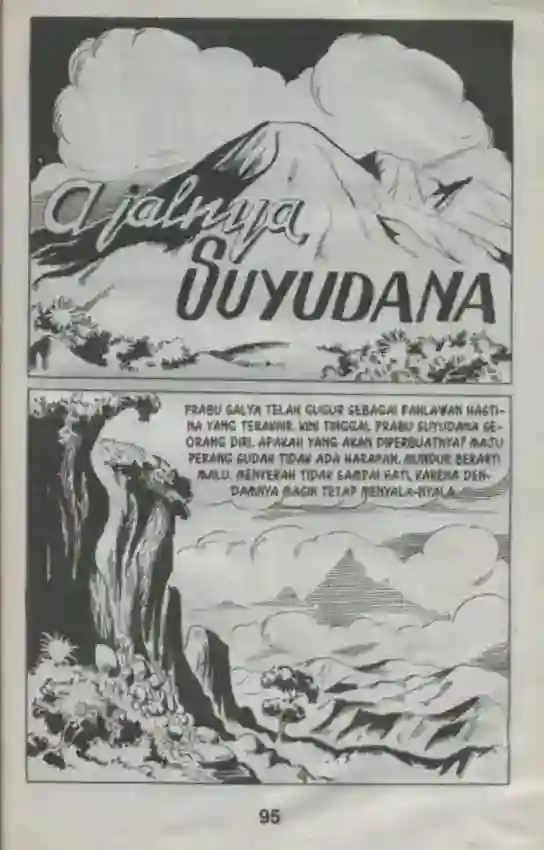 Ajalnya
SUYUDANA
PRABU SALYA TELAH GUGUR SEBAGAI PAHLAWAN HASTI-
NA YANG TERAKHIR. KINI TINGGAL PRABU SUYUDANA SE-
ORANG DIRI. APAKAH YANG AKAN DIPERBUATNYA? MAJU
PERANG SUDAH TIDAK ADA HARAPAN. MUNDUR BERARTI
MALU. MENYERAH TIDAK SAMPAI HATI, KARENA DEN-
DAMNYA MASIH TETAP MENYALA-NYALA.
95